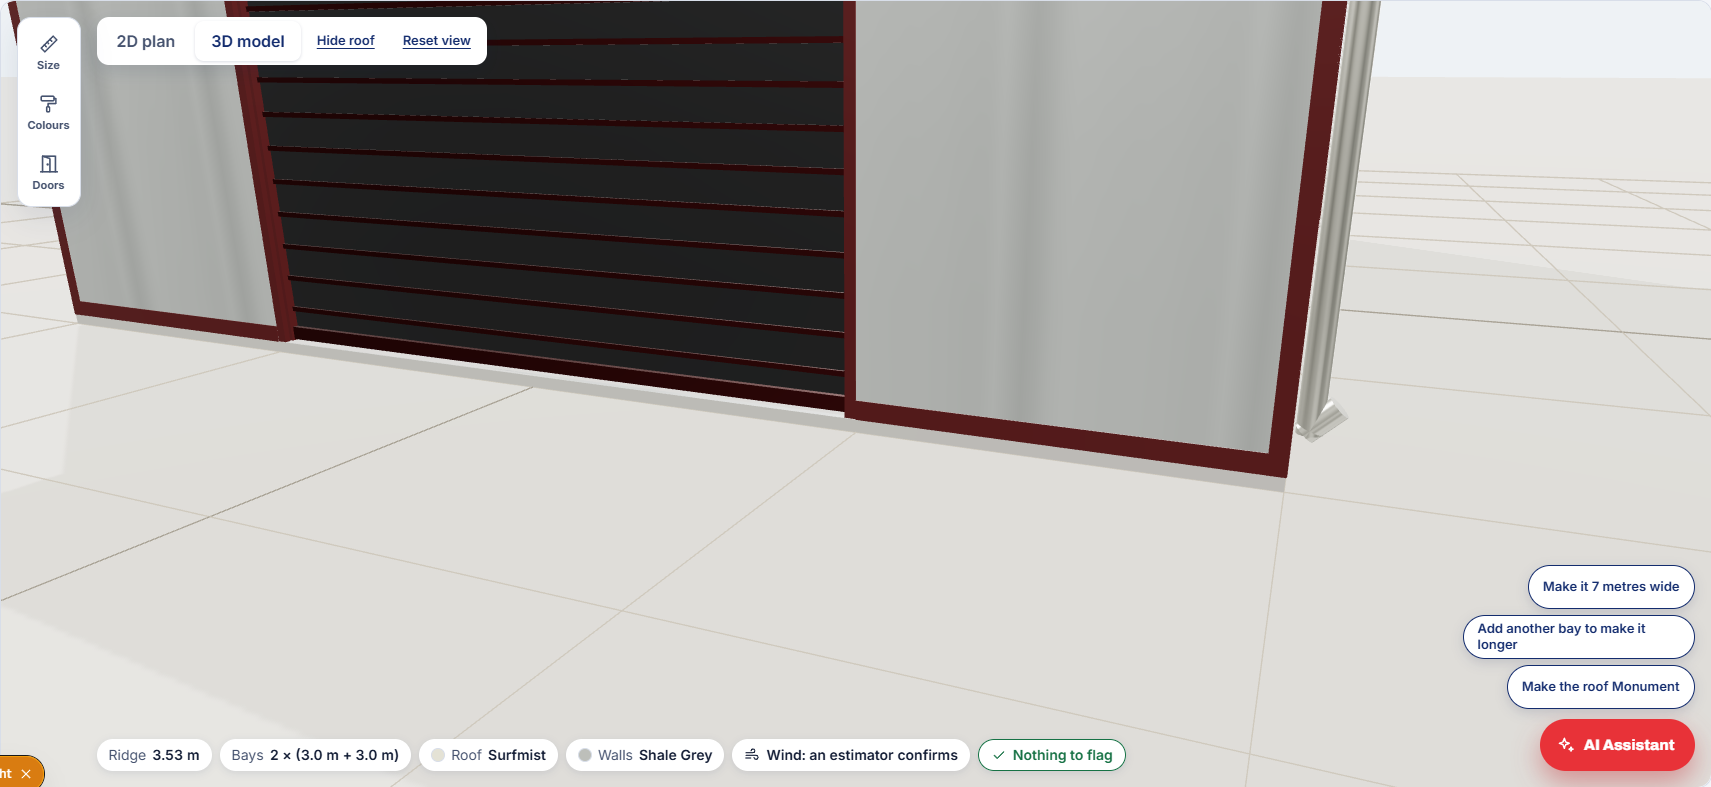 Size
Colours
Doors
2D plan
3D model
Hide roof
Reset view
Make it 7 metres wide
Add another bay to make it
longer
Make the roof Monument
AI Assistant
Ridge 3.53 m
Bays 2 × (3.0 m + 3.0 m)
Roof Surfmist
Walls Shale Grey
Wind: an estimator confirms
Nothing to flag